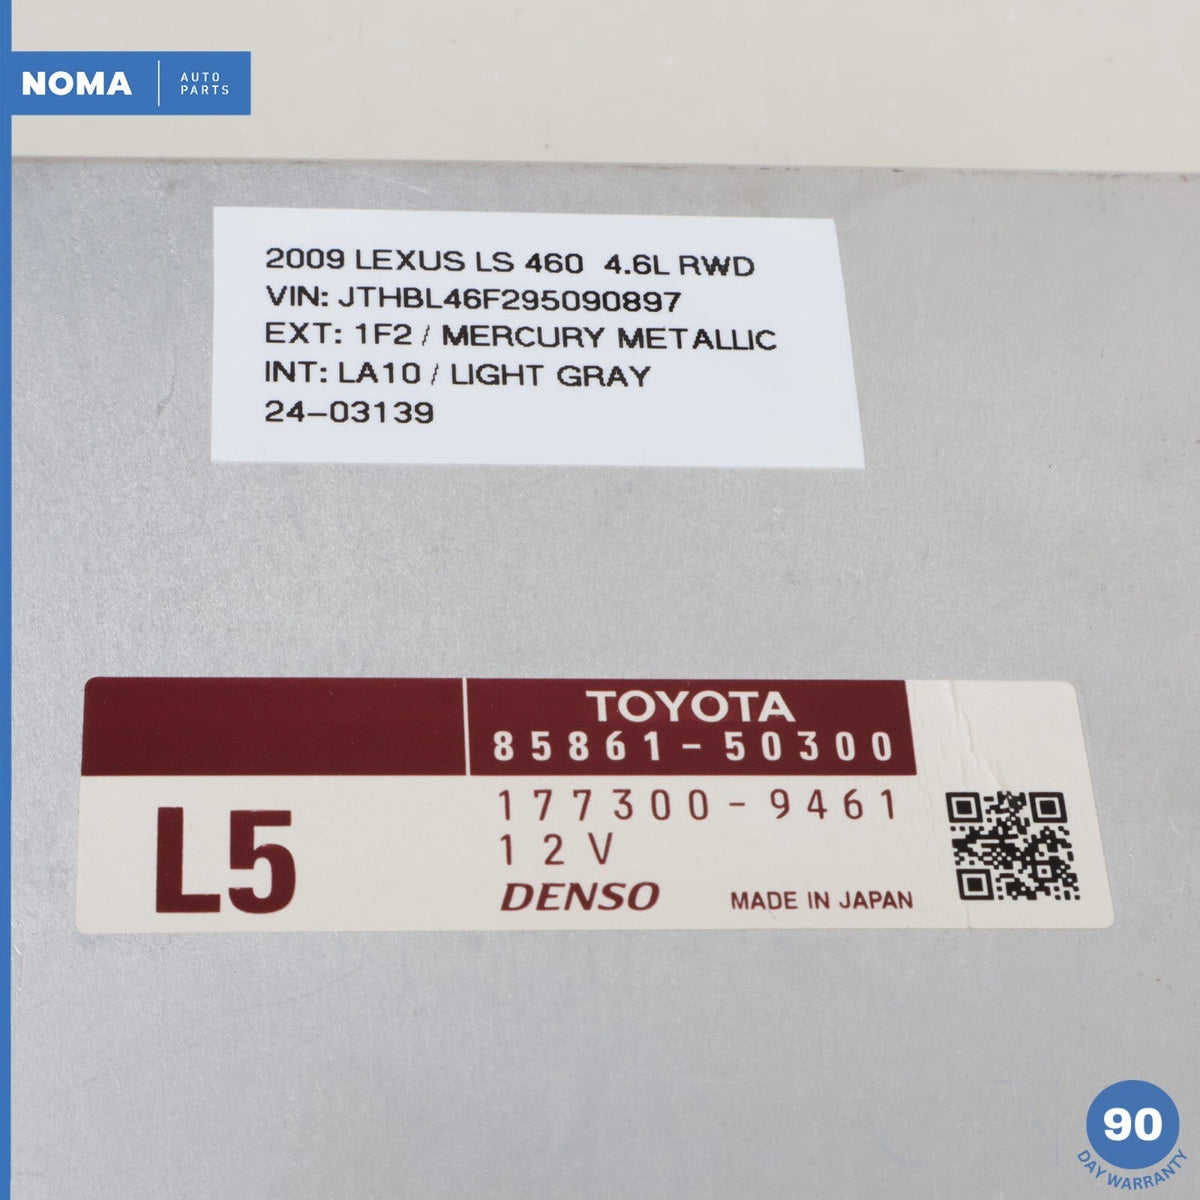 NOMA
AUTO
PARTS
2009 LEXUS LS 460 4.6L RWD
VIN: JTHBL46F295090897
EXT: 1F2 / MERCURY METALLIC
INT: LA10 / LIGHT GRAY
24-03139
TOYOTA
85861-50300
L5
177300-9461
12V
DENSO
MADE IN JAPAN
90
DAY WARRANTY